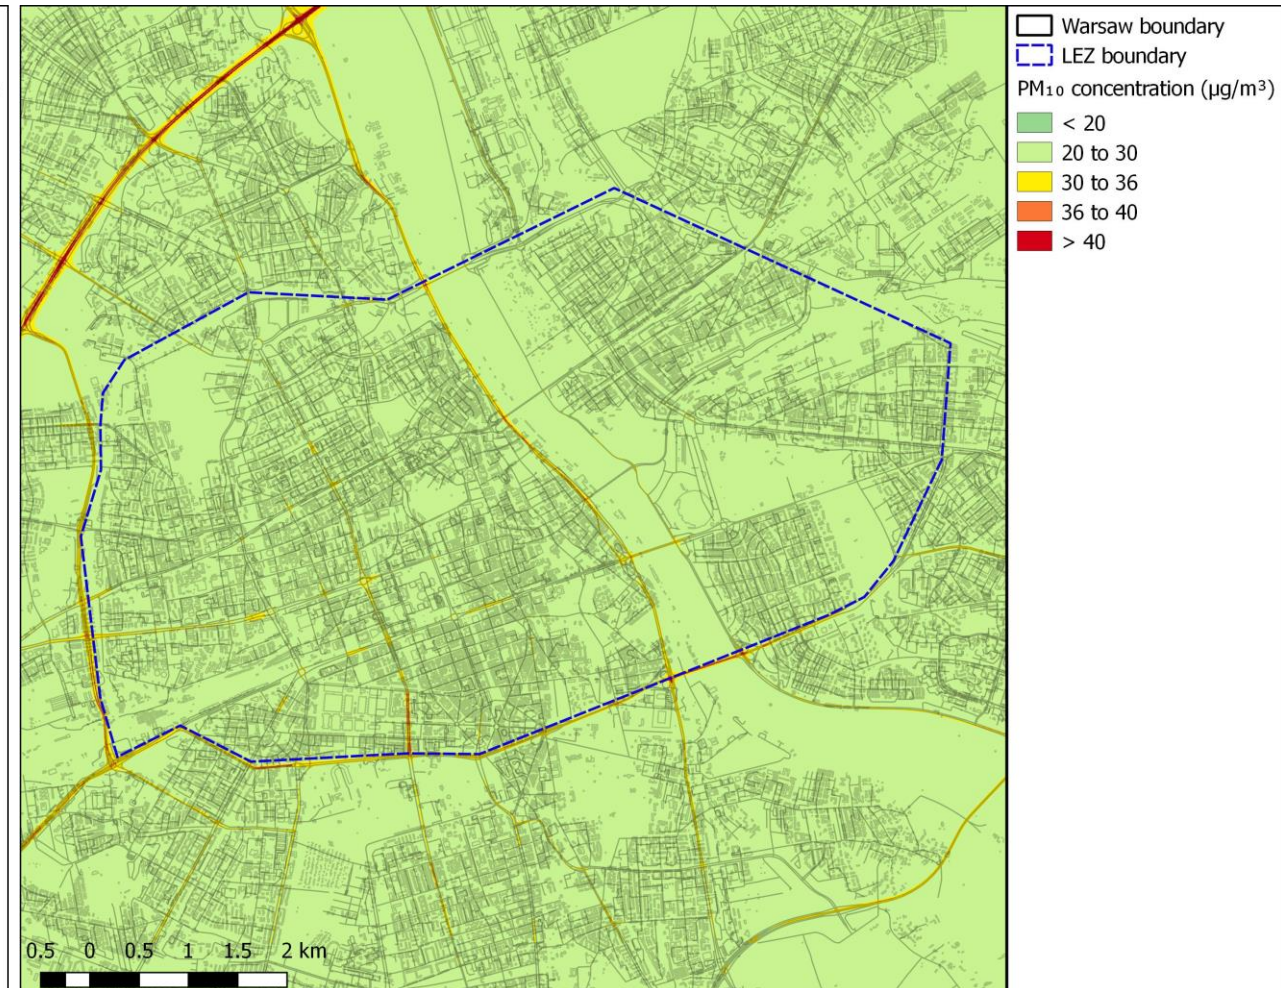 Warsaw boundary
LEZ boundary
PM₁₀ concentration (µg/m³)
< 20
20 to 30
30 to 36
36 to 40
> 40
0.5 0 0.5 1 1.5 2 km